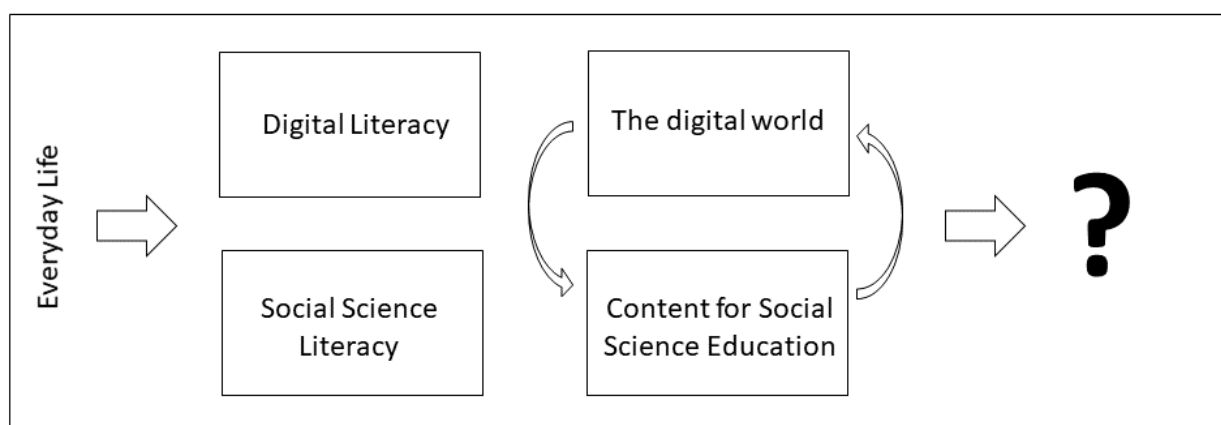 Everyday Life
Digital Literacy
Social Science
Literacy
The digital world
Content for Social
Science Education
?